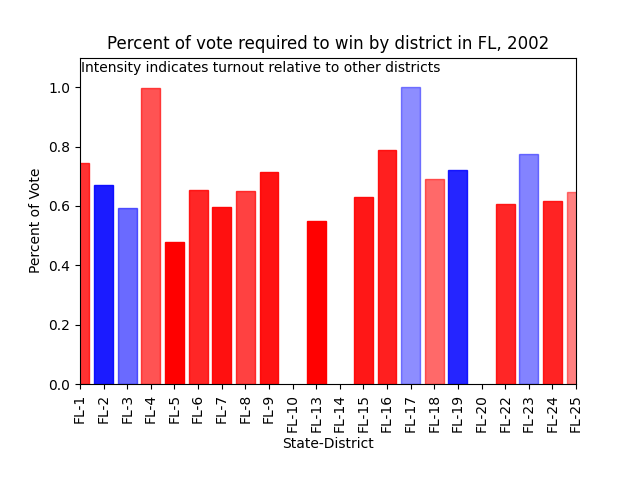 Percent of vote required to win by district in FL, 2002
Intensity indicates turnout relative to other districts
1.0
0.8
0.6
0.4
0.2
0.0
Percent of Vote
FL-1
FL-2
FL-3
FL-4
FL-5
FL-6
FL-7
FL-8
FL-9
FL-10
FL-13
FL-14
FL-15
FL-16
FL-17
FL-18
FL-19
FL-20
FL-22
FL-23
FL-24
FL-25
State-District